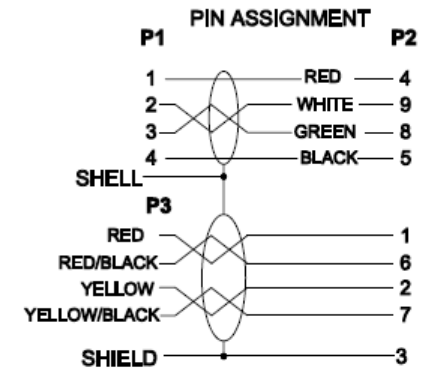 PIN ASSIGNMENT
P1 P2
1 RED 4
2 WHITE 9
3 GREEN 8
4 BLACK 5
SHELL
P3
RED 1
RED/BLACK 6
YELLOW 2
YELLOW/BLACK 7
SHIELD 3